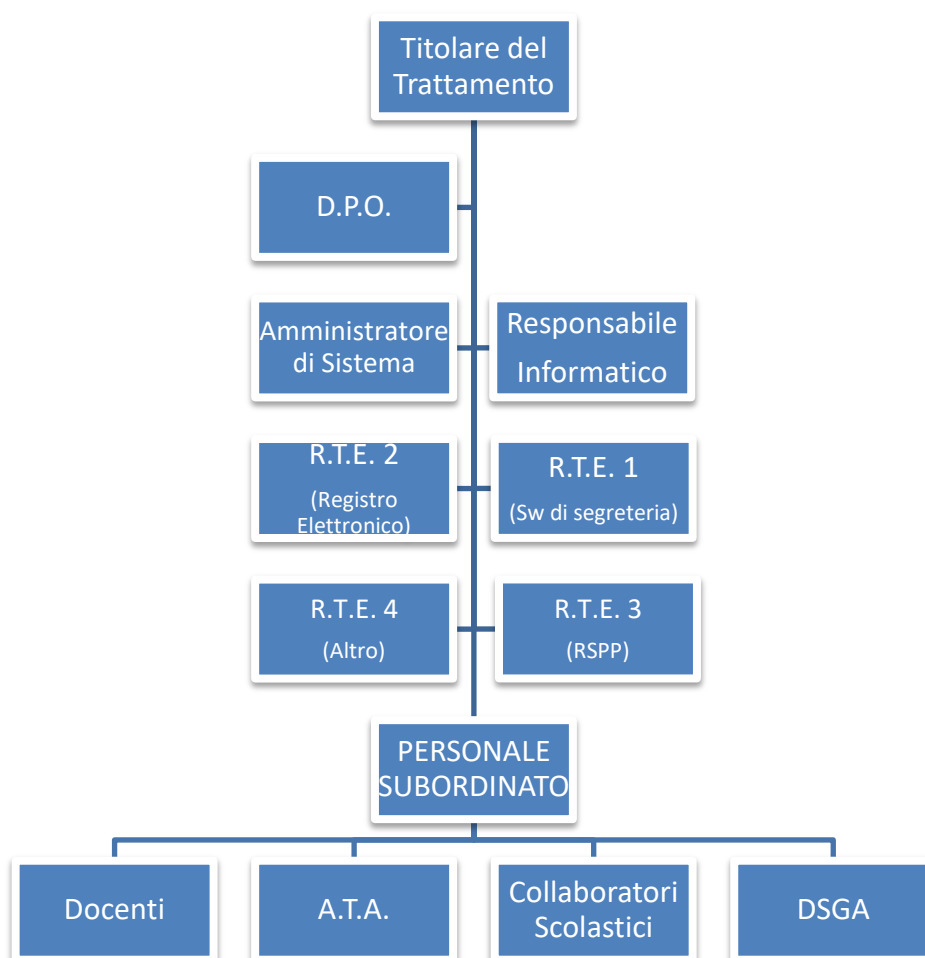 Titolare del
Trattamento
D.P.O.
Amministratore
di Sistema
Responsabile
Informatico
R.T.E. 2
(Registro
Elettronico)
R.T.E. 1
(Sw di segreteria)
R.T.E. 4
(Altro)
R.T.E. 3
(RSPP)
PERSONALE
SUBORDINATO
Docenti
A.T.A.
Collaboratori
Scolastici
DSGA